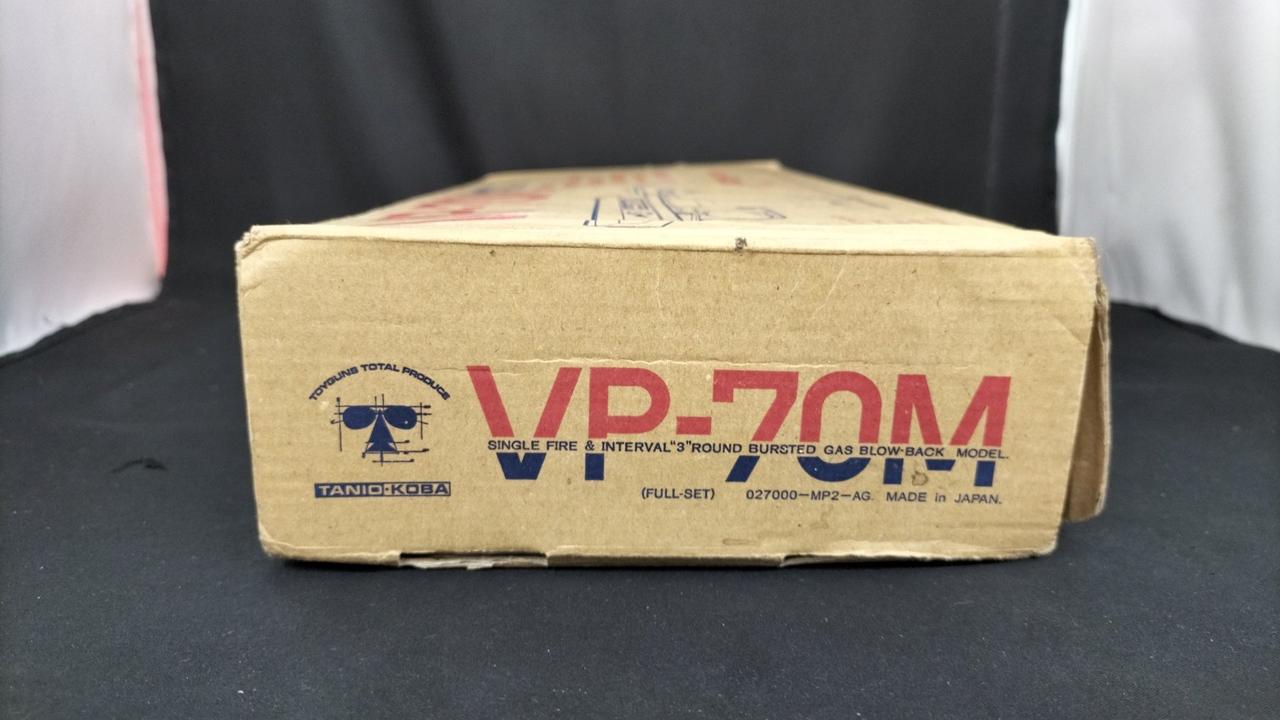 TOYGUNS TOTAL PRODUCE
TANIO-KOBA
VP-70M
SINGLE FIRE & INTERVAL"3"ROUND BURSTED GAS BLOW-BACK MODEL.
(FULL-SET) 027000-MP2-AG. MADE in JAPAN.